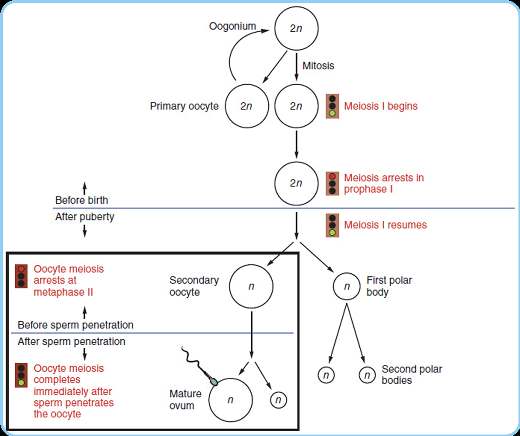 Oogonium
2n
Mitosis
Primary oocyte
2n
2n
Meiosis I begins
2n
Meiosis arrests in
prophase I
Before birth
After puberty
Meiosis I resumes
Oocyte meiosis
arrests at
metaphase II
Secondary
oocyte
n
n
First polar
body
Before sperm penetration
After sperm penetration
Oocyte meiosis
completes
immediately after
sperm penetrates
the oocyte
Mature
ovum
n
n
n
n
Second polar
bodies